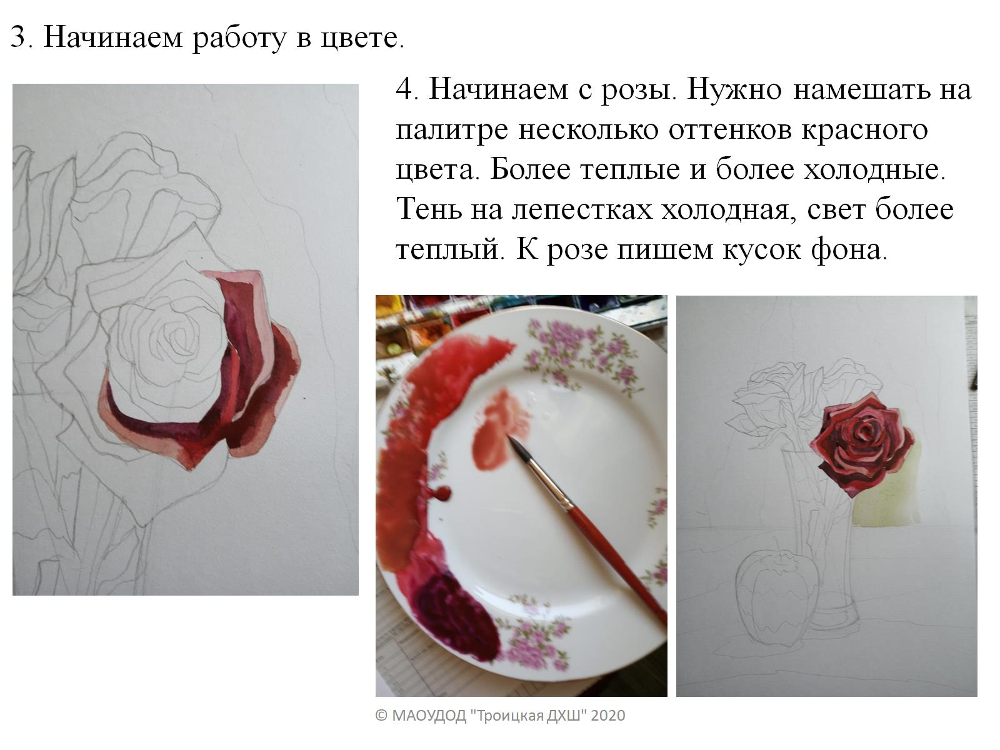 3. Начинаем работу в цвете.
4. Начинаем с розы. Нужно намешать на
палитре несколько оттенков красного
цвета. Более теплые и более холодные.
Тень на лепестках холодная, свет более
теплый. К розе пишем кусок фона.
© МАОУДОД "Троицкая ДХШ" 2020